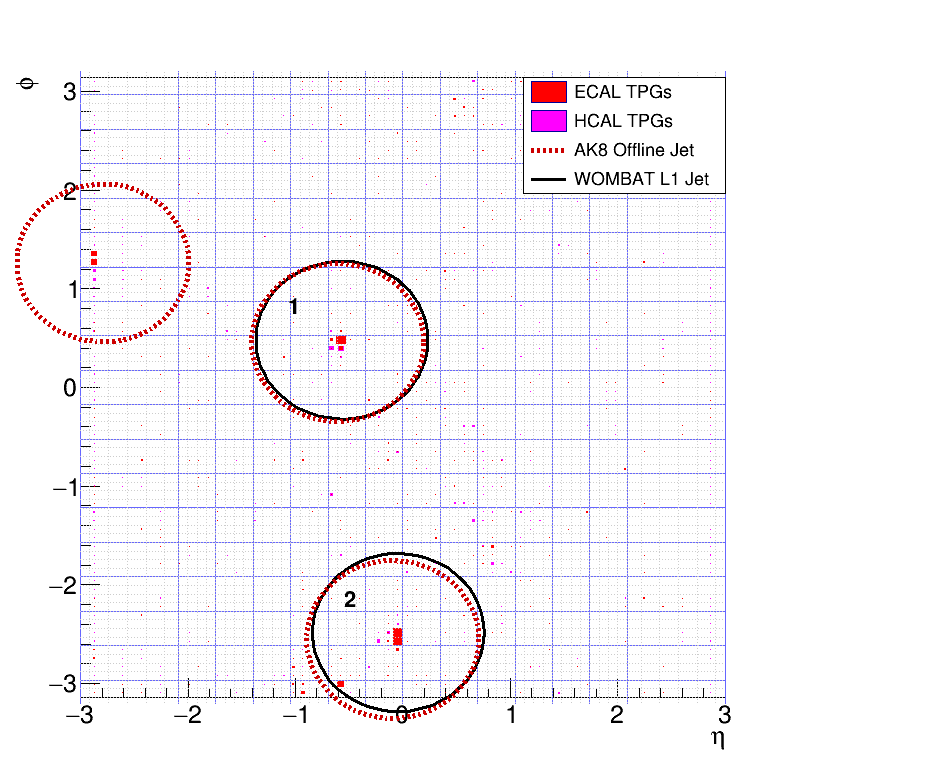 ϕ
3
2
1
0
−1
−2
−3
ECAL TPGs
HCAL TPGs
AK8 Offline Jet
WOMBAT L1 Jet
1
2
−3 −2 −1 0 1 2 3
η